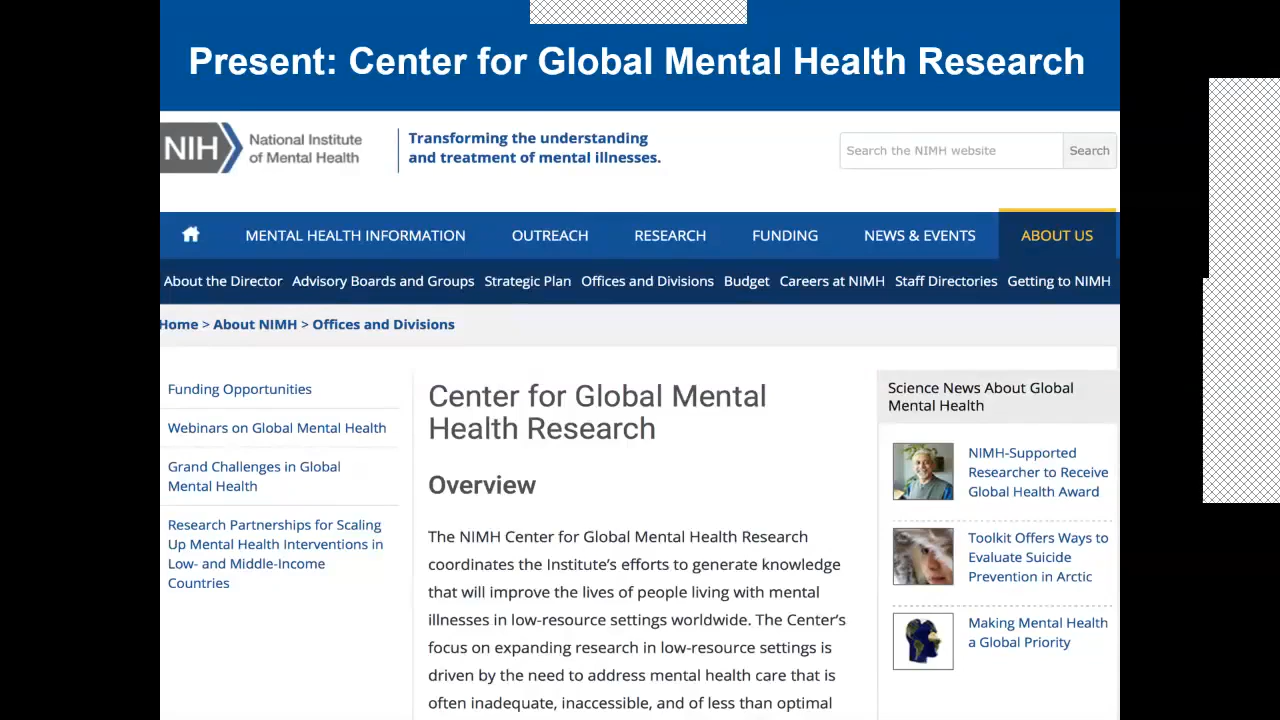 Present: Center for Global Mental Health Research
NIH
National Institute
of Mental Health
Transforming the understanding
and treatment of mental illnesses.
Search the NIMH website
Search
MENTAL HEALTH INFORMATION OUTREACH RESEARCH FUNDING NEWS & EVENTS ABOUT US
About the Director Advisory Boards and Groups Strategic Plan Offices and Divisions Budget Careers at NIMH Staff Directories Getting to NIMH
Home > About NIMH > Offices and Divisions
Funding Opportunities
Webinars on Global Mental Health
Grand Challenges in Global
Mental Health
Research Partnerships for Scaling
Up Mental Health Interventions in
Low- and Middle-Income
Countries
Center for Global Mental
Health Research
Overview
The NIMH Center for Global Mental Health Research
coordinates the Institute’s efforts to generate knowledge
that will improve the lives of people living with mental
illnesses in low-resource settings worldwide. The Center’s
focus on expanding research in low-resource settings is
driven by the need to address mental health care that is
often inadequate, inaccessible, and of less than optimal
Science News About Global
Mental Health
NIMH-Supported
Researcher to Receive
Global Health Award
Toolkit Offers Ways to
Evaluate Suicide
Prevention in Arctic
Making Mental Health
a Global Priority